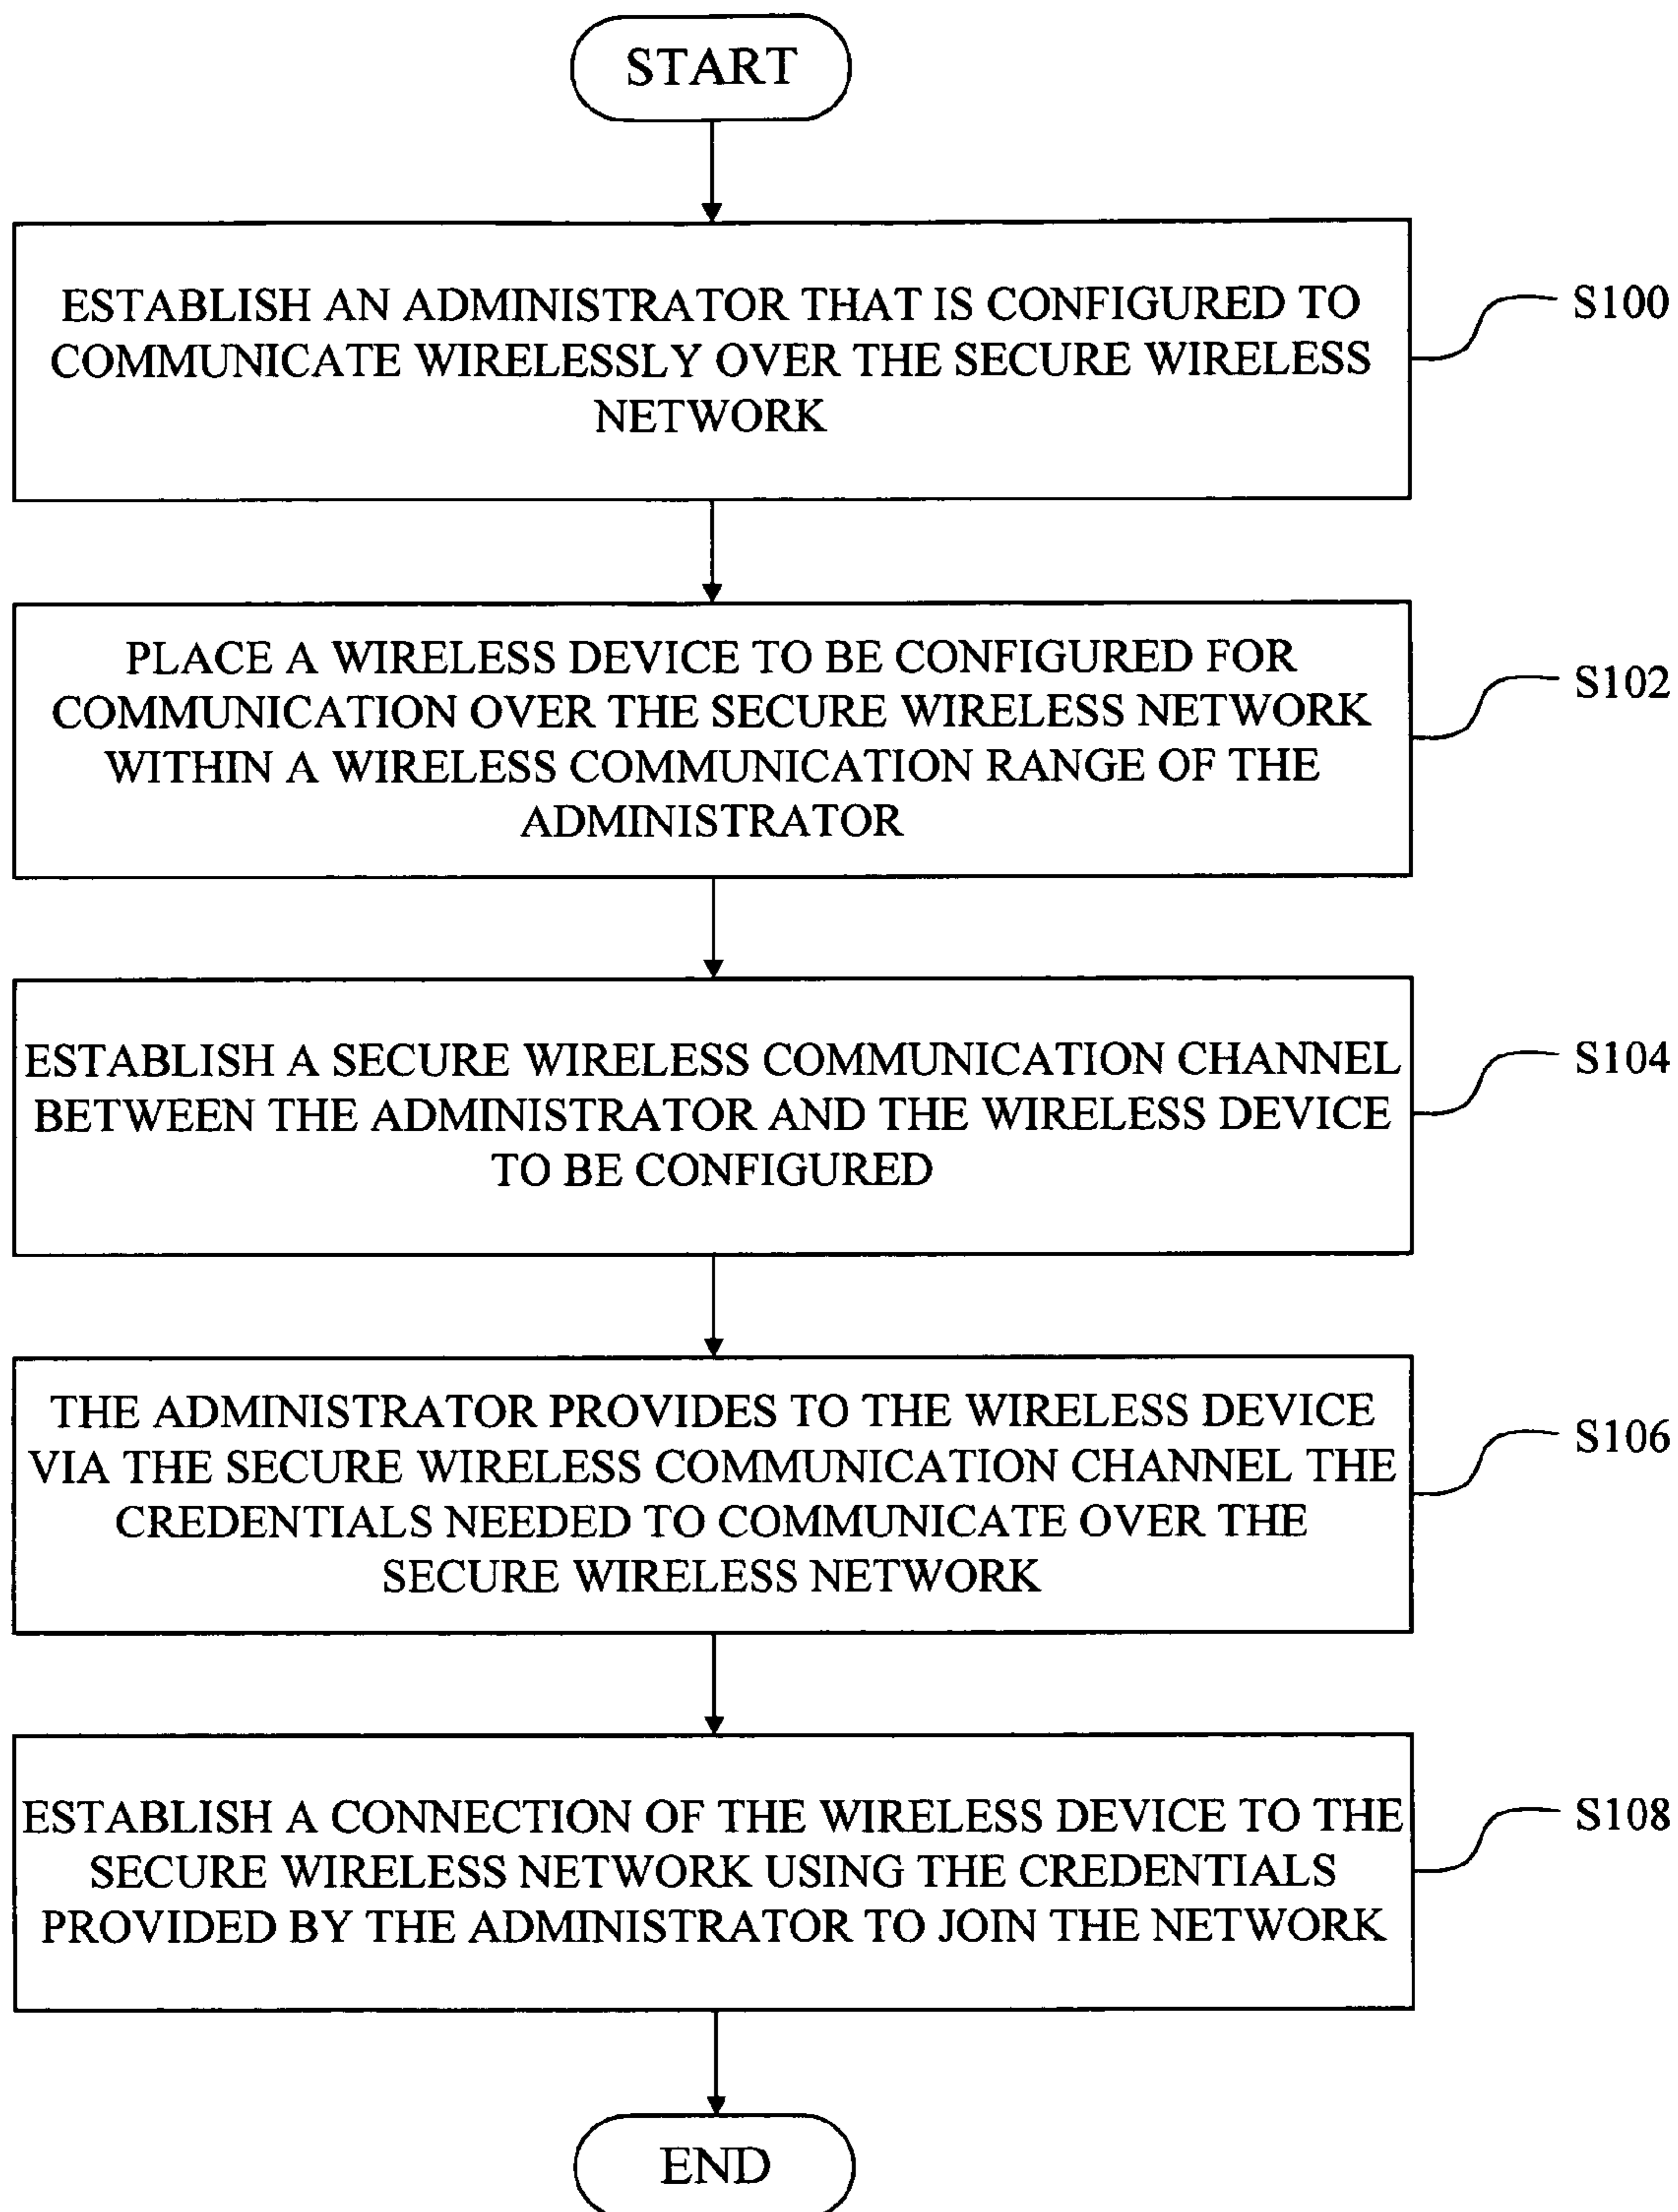 START
ESTABLISH AN ADMINISTRATOR THAT IS CONFIGURED TO
COMMUNICATE WIRELESSLY OVER THE SECURE WIRELESS
NETWORK
S100
PLACE A WIRELESS DEVICE TO BE CONFIGURED FOR
COMMUNICATION OVER THE SECURE WIRELESS NETWORK
WITHIN A WIRELESS COMMUNICATION RANGE OF THE
ADMINISTRATOR
S102
ESTABLISH A SECURE WIRELESS COMMUNICATION CHANNEL
BETWEEN THE ADMINISTRATOR AND THE WIRELESS DEVICE
TO BE CONFIGURED
S104
THE ADMINISTRATOR PROVIDES TO THE WIRELESS DEVICE
VIA THE SECURE WIRELESS COMMUNICATION CHANNEL THE
CREDENTIALS NEEDED TO COMMUNICATE OVER THE
SECURE WIRELESS NETWORK
S106
ESTABLISH A CONNECTION OF THE WIRELESS DEVICE TO THE
SECURE WIRELESS NETWORK USING THE CREDENTIALS
PROVIDED BY THE ADMINISTRATOR TO JOIN THE NETWORK
S108
END